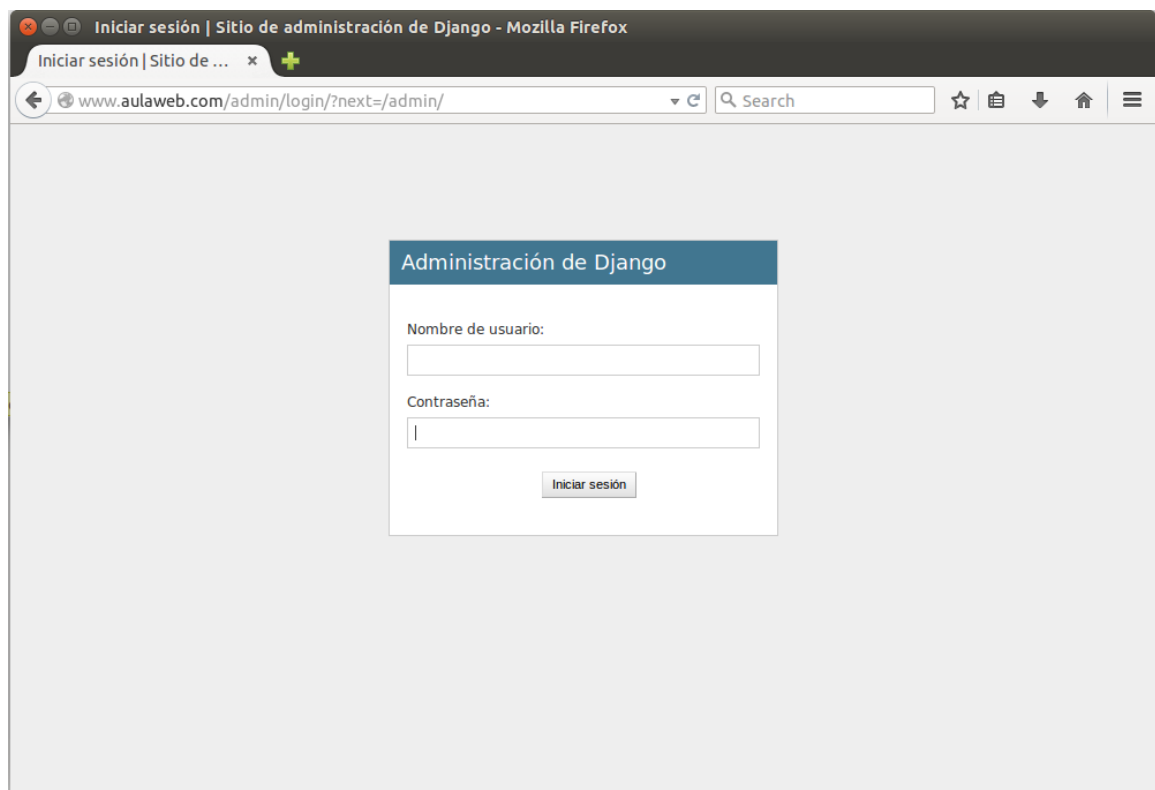 Iniciar sesión | Sitio de administración de Django - Mozilla Firefox
Iniciar sesión | Sitio de ...
www.aulaweb.com/admin/login/?next=/admin/
Search
Administración de Django
Nombre de usuario:
Contraseña:
Iniciar sesión